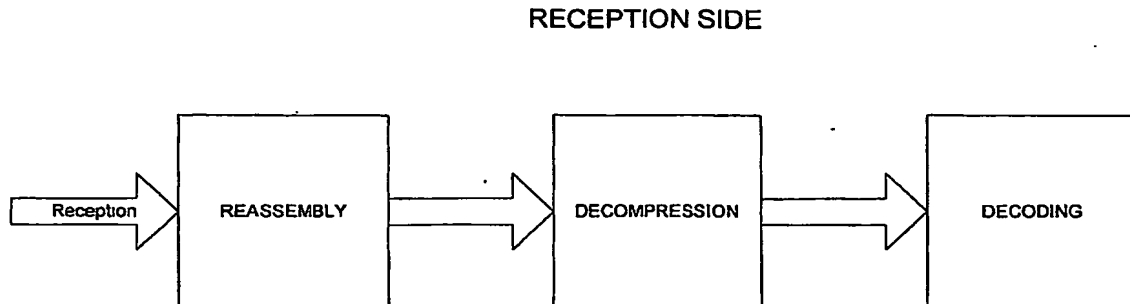 RECEPTION SIDE
Reception
REASSEMBLY
DECOMPRESSION
DECODING